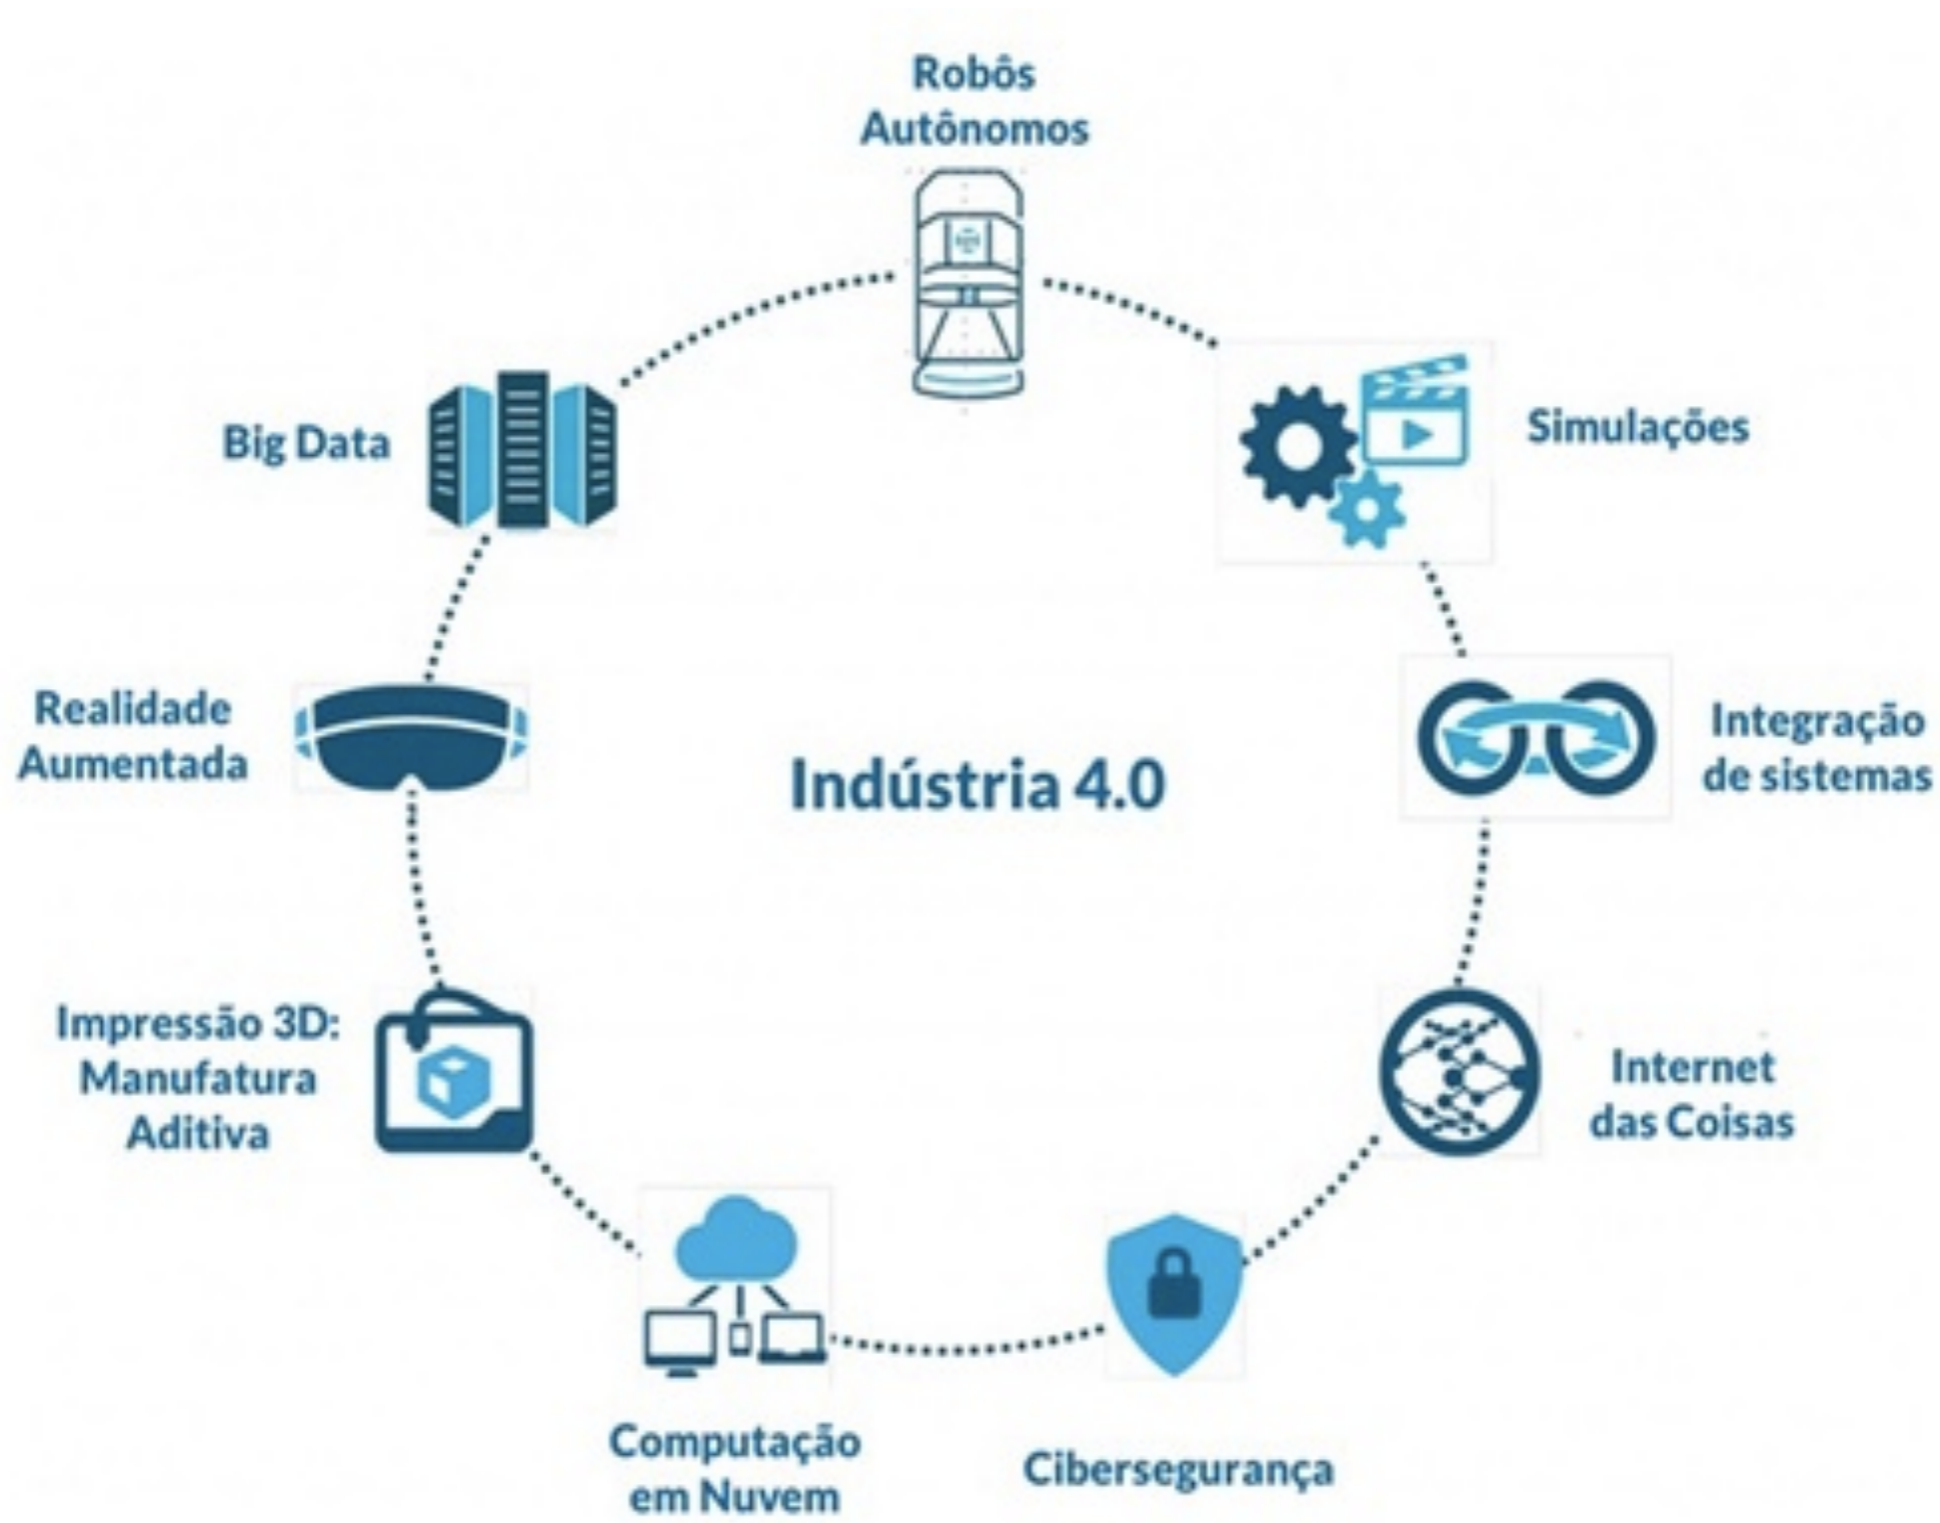 Robôs
Autônomos
Big Data
Simulações
Realidade
Aumentada
Integração
de sistemas
Indústria 4.0
Impressão 3D:
Manufatura
Aditiva
Internet
das Coisas
Computação
em Nuvem
Cibersegurança